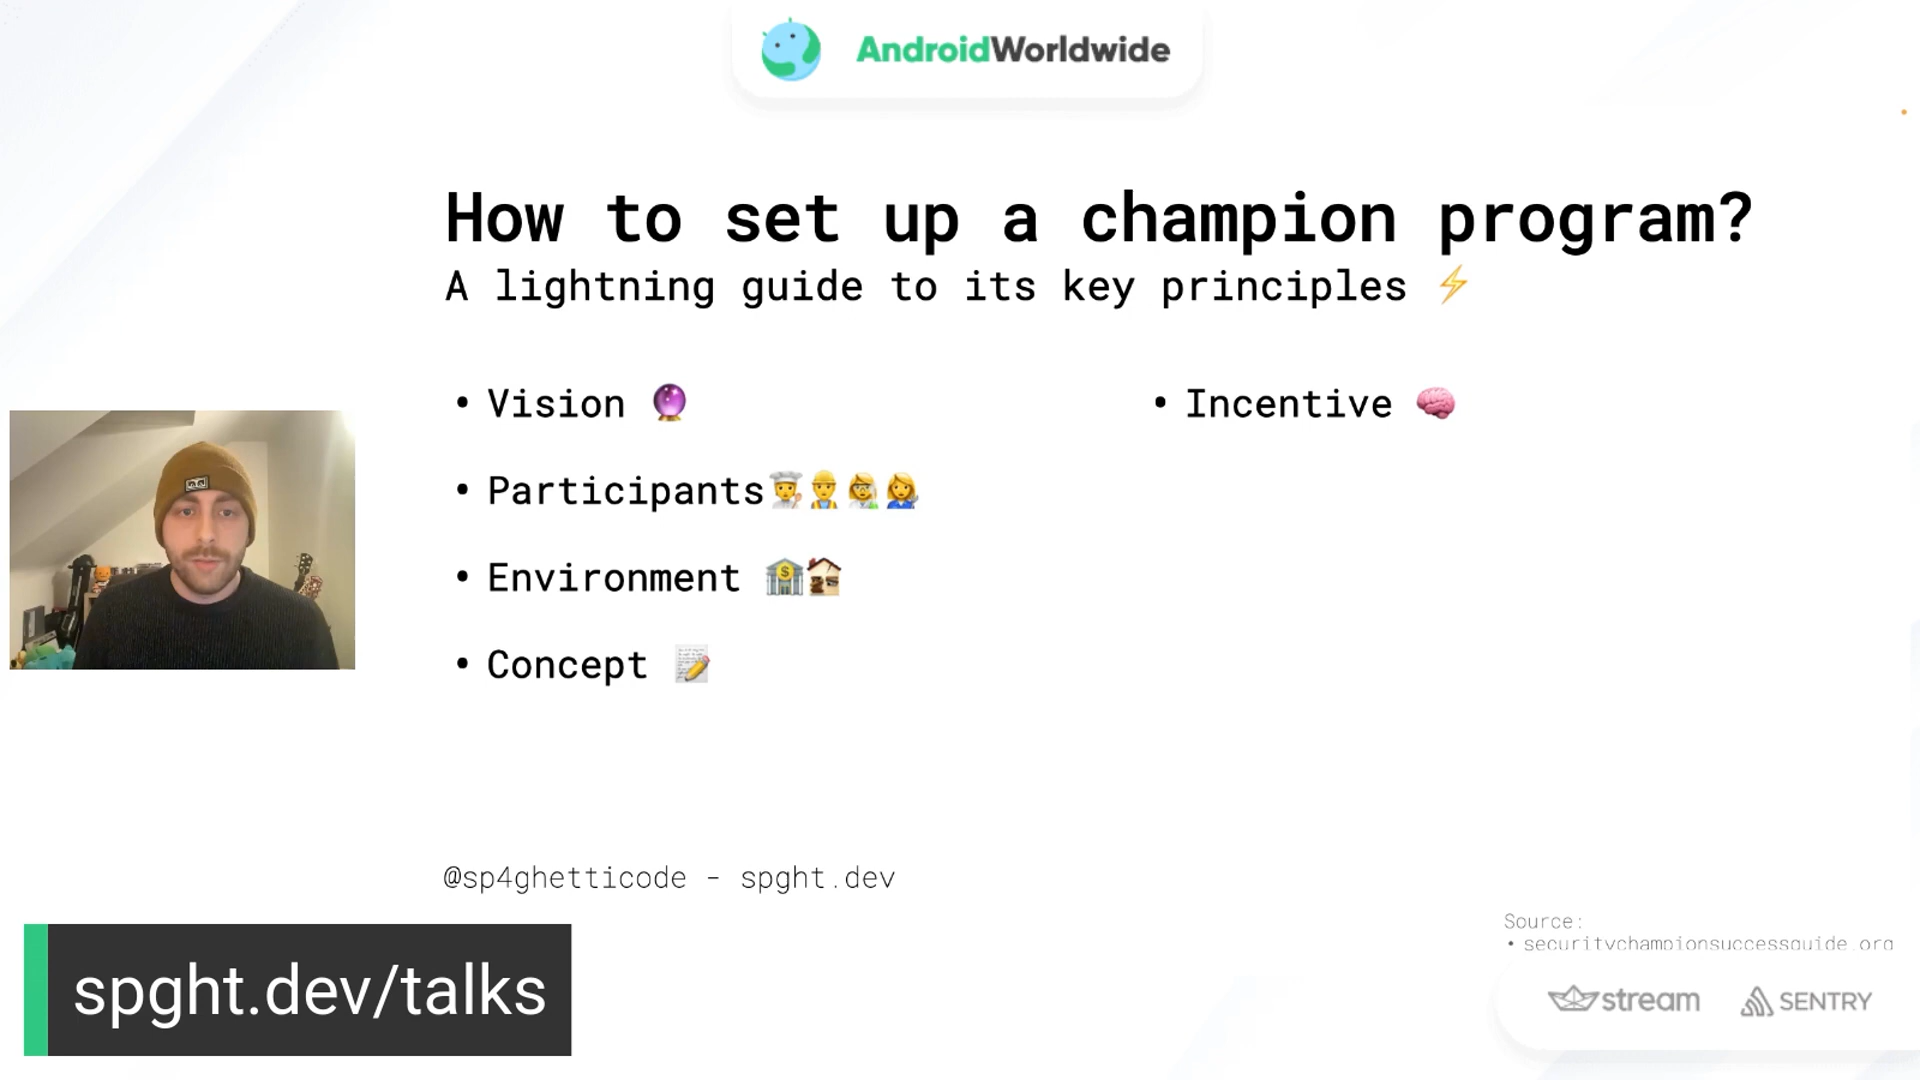 AndroidWorldwide
How to set up a champion program?
A lightning guide to its key principles ⚡
• Vision 🔮
• Participants👨‍🍳👷👩‍🔬👩‍🔧
• Environment 🏦🏚
• Concept 📝
• Incentive 🧠
@sp4ghetticode - spght.dev
spght.dev/talks
Source:
• securitychampionsuccessguide.org
stream
SENTRY